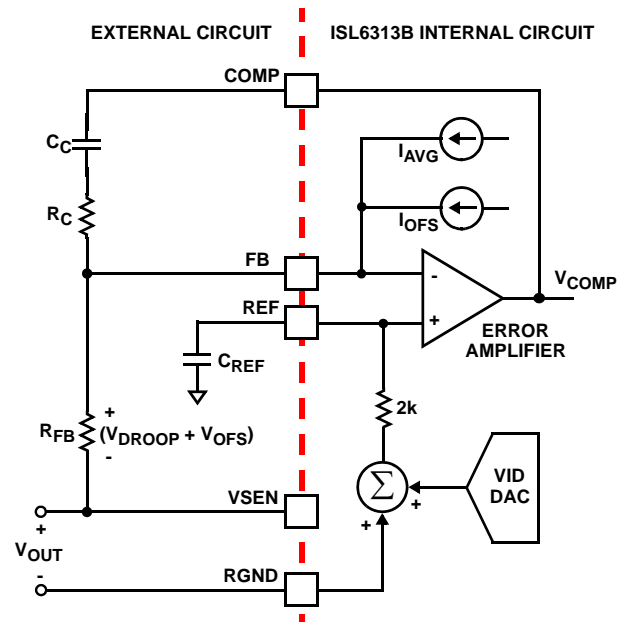 EXTERNAL CIRCUIT
ISL6313B INTERNAL CIRCUIT
COMP
CC
IAVG
RC
IOFS
FB
-
VCOMP
REF
+
ERROR
AMPLIFIER
CREF
2k
+
RFB
(VDROOP + VOFS)
-
VID
DAC
Σ
VSEN
+
+
+
VOUT
-
RGND